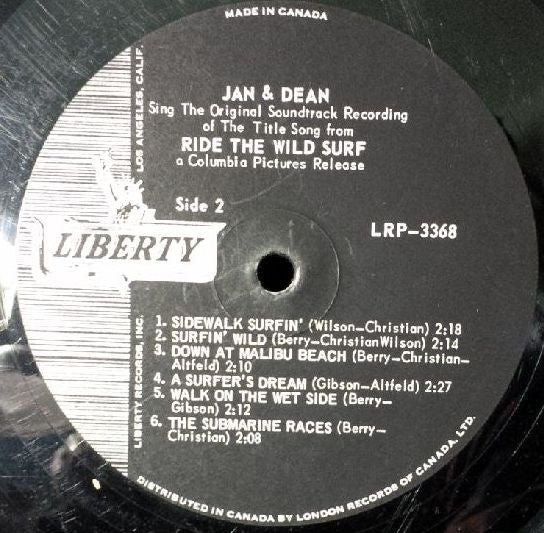 MADE IN CANADA
JAN & DEAN
Sing The Original Soundtrack Recording
of The Title Song from
RIDE THE WILD SURF
a Columbia Pictures Release
Side 2
LRP-3368
LIBERTY
1. SIDEWALK SURFIN' (Wilson-Christian) 2:18
2. SURFIN' WILD (Berry-ChristianWilson) 2:14
3. DOWN AT MALIBU BEACH (Berry-Christian-
Altfeld) 2:10
4. A SURFER'S DREAM (Gibson-Altfeld) 2:27
5. WALK ON THE WET SIDE (Berry-
Gibson) 2:12
6. THE SUBMARINE RACES (Berry-
Christian) 2:08
LIBERTY RECORDS, INC. LOS ANGELES, CALIF.
DISTRIBUTED IN CANADA BY LONDON RECORDS OF CANADA, LTD.